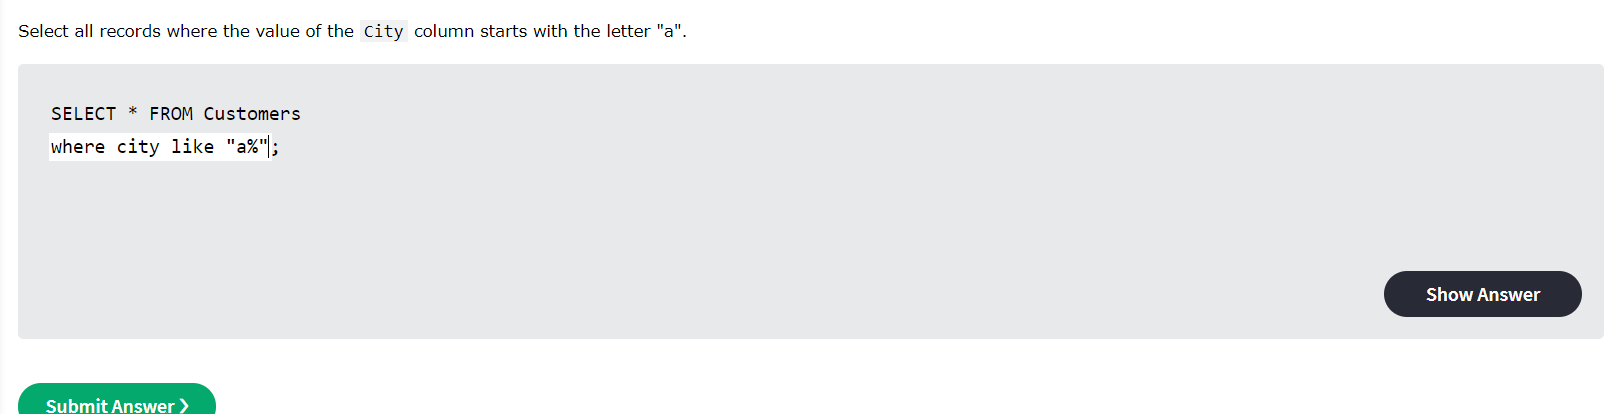 Select all records where the value of the City column starts with the letter "a".
SELECT * FROM Customers
where city like "a%";
Show Answer
Submit Answer ❯